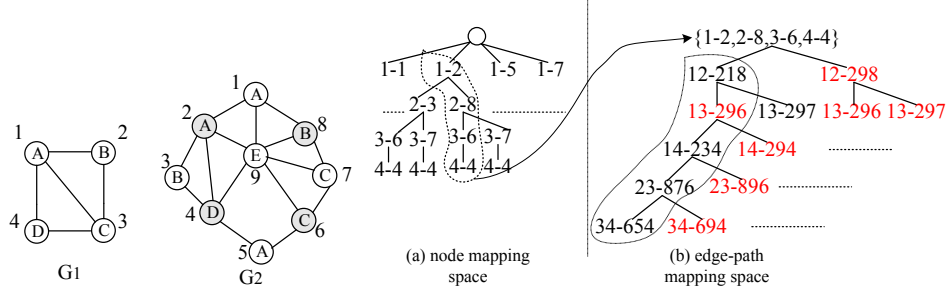 1 2
A B
4 3
D C
G1
1
A
2 8
A B
3 E
B 9 7
C
4 D
C 6
5 A
G2
1-1 1-2 1-5 1-7
2-3 2-8
3-6 3-7 3-6 3-7
4-4 4-4 4-4 4-4
(a) node mapping
space
{1-2,2-8,3-6,4-4}
12-218 12-298
13-296 13-297 13-296 13-297
14-234 14-294
23-876 23-896
34-654 34-694
(b) edge-path
mapping space